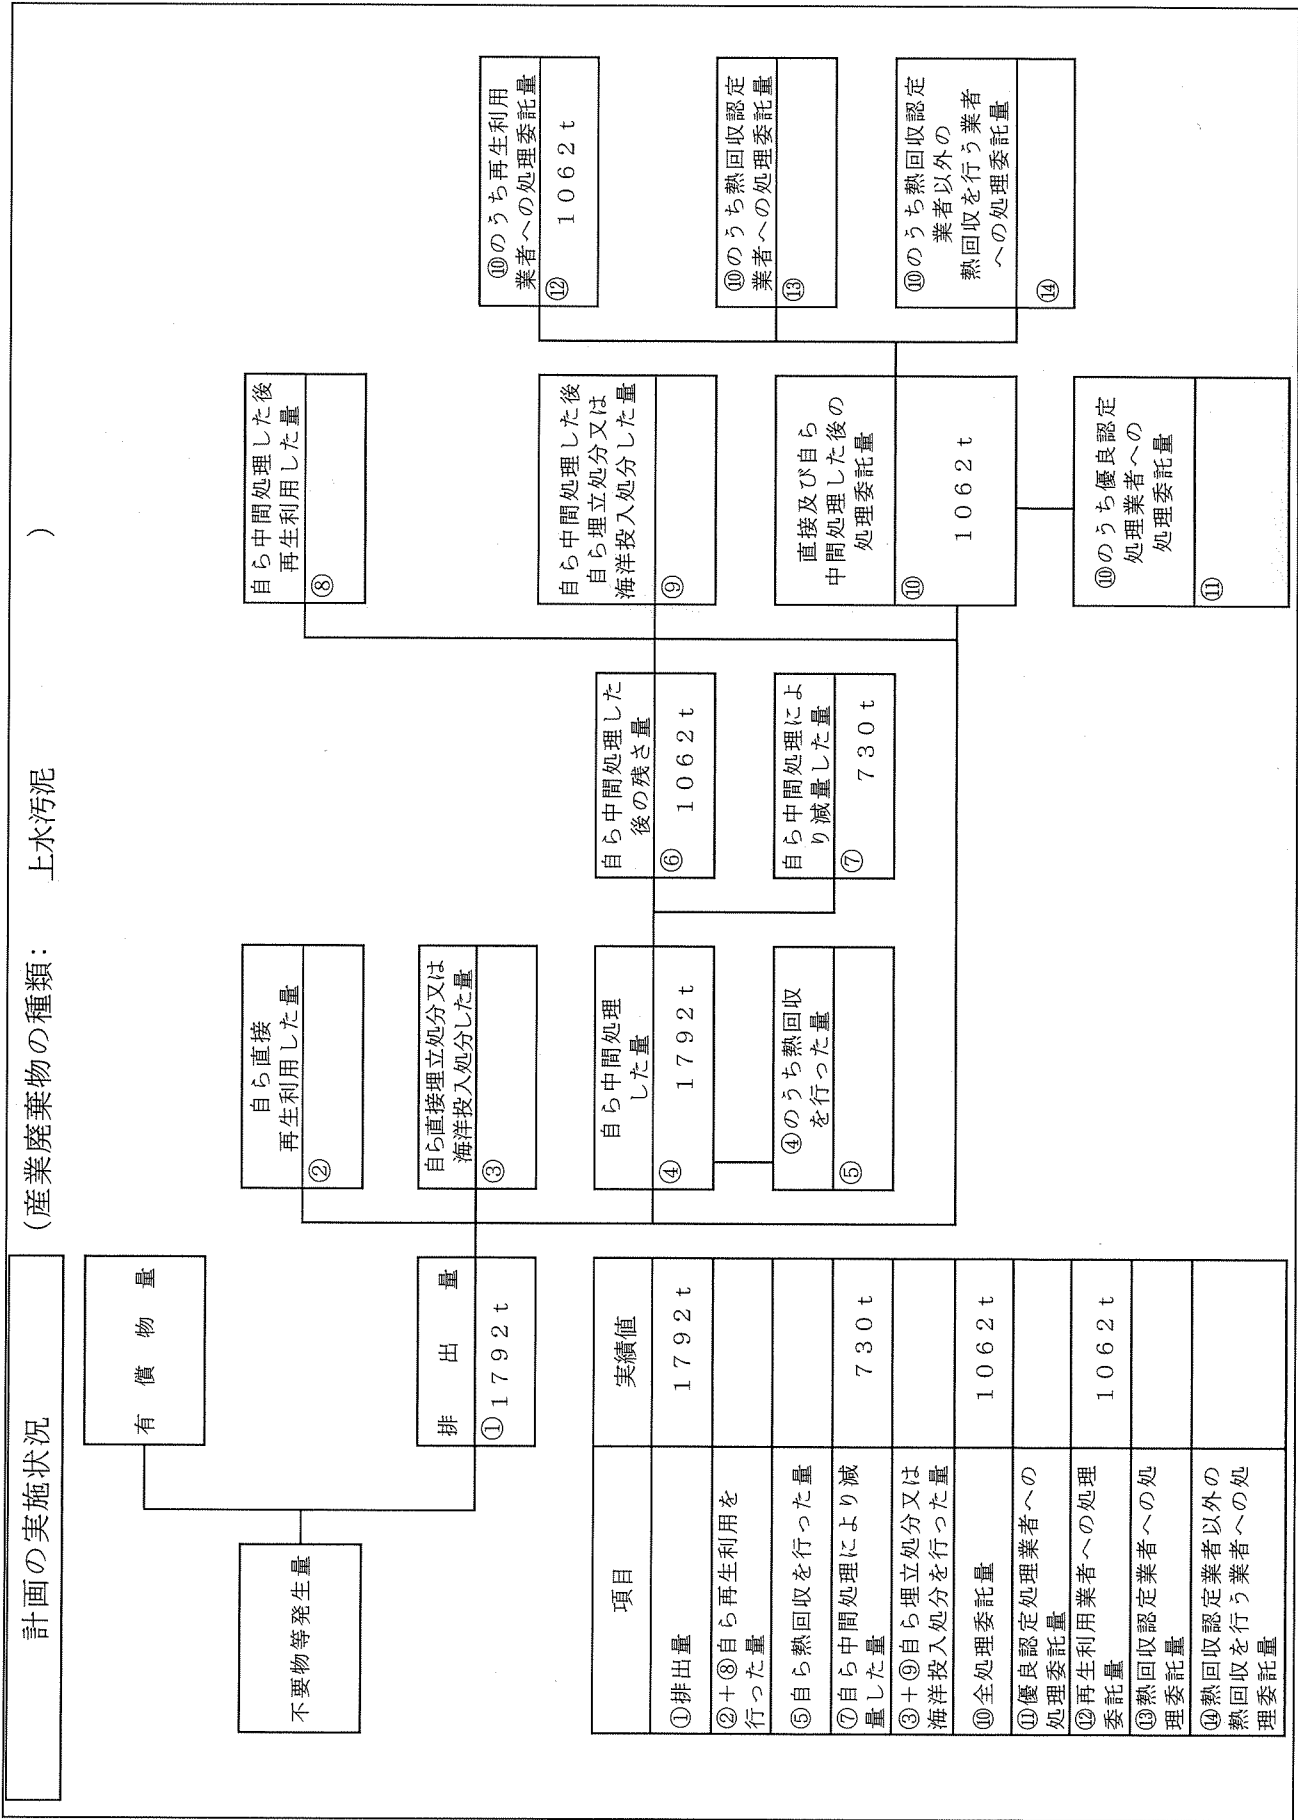 計画の実施状況
(産業廃棄物の種類： 上水汚泥 )
不要物等発生量
有償物量
排出量
①1792t
自ら直接
再生利用した量
②
自ら直接埋立処分又は
海洋投入処分した量
③
自ら中間処理
した量
④ 1792t
④のうち熱回収
を行った量
⑤
自ら中間処理した
後の残さ量
⑥ 1062t
自ら中間処理によ
り減量した量
⑦ 730t
自ら中間処理した後
再生利用した量
⑧
自ら中間処理した後
自ら埋立処分又は
海洋投入処分した量
⑨
直接及び自ら
中間処理した後の
処理委託量
⑩ 1062t
⑩のうち優良認定
処理業者への
処理委託量
⑪
⑩のうち再生利用
業者への処理委託量
⑫ 1062t
⑩のうち熱回収認定
業者への処理委託量
⑬
⑩のうち熱回収認定
業者以外の
熱回収を行う業者
への処理委託量
⑭
項目 実績値
①排出量 1792t
②＋⑧自ら再生利用を
行った量
⑤自ら熱回収を行った量
⑦自ら中間処理により減
量した量 730t
③＋⑨自ら埋立処分又は
海洋投入処分を行った量
⑩全処理委託量 1062t
⑪優良認定処理業者への
処理委託量
⑫再生利用業者への処理
委託量 1062t
⑬熱回収認定業者への処
理委託量
⑭熱回収認定業者以外の
熱回収を行う業者への処
理委託量